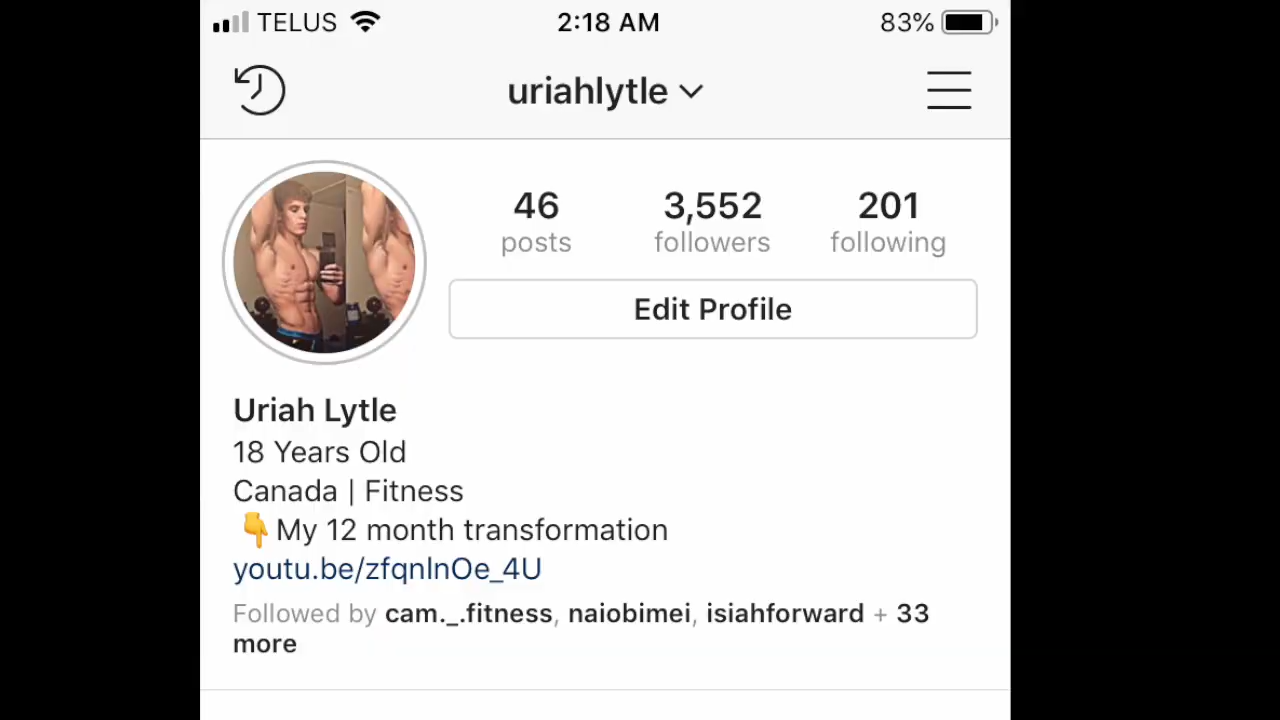 TELUS 2:18 AM 83%
uriahlytle
46 3,552 201
posts followers following
Edit Profile
Uriah Lytle
18 Years Old
Canada | Fitness
👇My 12 month transformation
youtu.be/zfqnlnOe_4U
Followed by cam._.fitness, naiobimei, isiahforward + 33
more